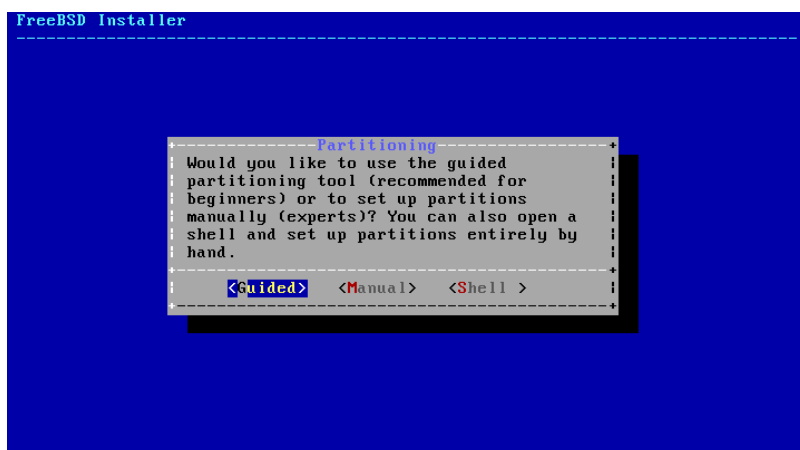 FreeBSD Installer
Partitioning
Would you like to use the guided
partitioning tool (recommended for
beginners) or to set up partitions
manually (experts)? You can also open a
shell and set up partitions entirely by
hand.
<Guided> <Manual> <Shell >